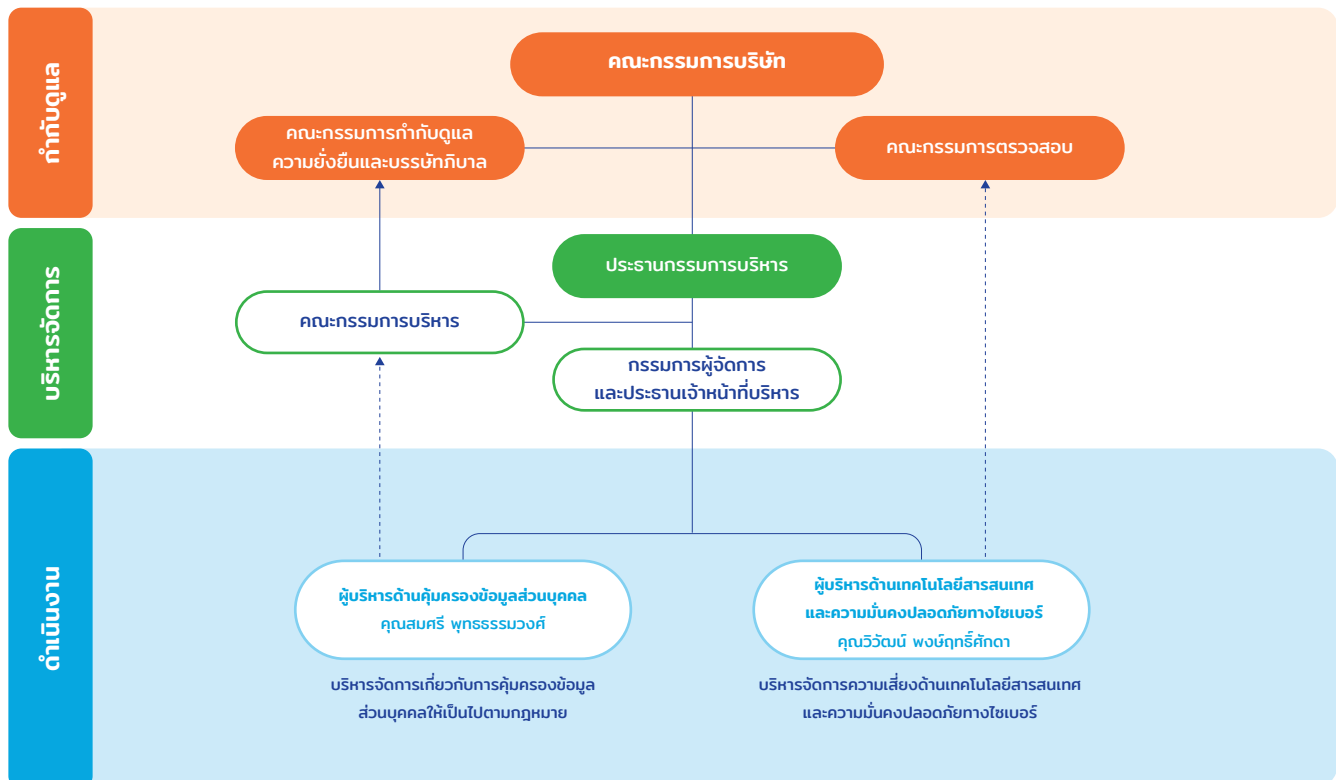 กำกับดูแล
คณะกรรมการบริษัท
คณะกรรมการกำกับดูแล
ความยั่งยืนและบรรษัทภิบาล
คณะกรรมการตรวจสอบ
บริหารจัดการ
ประธานกรรมการบริหาร
คณะกรรมการบริหาร
กรรมการผู้จัดการ
และประธานเจ้าหน้าที่บริหาร
ดำเนินงาน
ผู้บริหารด้านคุ้มครองข้อมูลส่วนบุคคล
คุณสมศรี พุทธธรรมวงศ์
บริหารจัดการเกี่ยวกับการคุ้มครองข้อมูล
ส่วนบุคคลให้เป็นไปตามกฎหมาย
ผู้บริหารด้านเทคโนโลยีสารสนเทศ
และความมั่นคงปลอดภัยทางไซเบอร์
คุณวิวัฒน์ พงษ์ฤทธิ์ศักดา
บริหารจัดการความเสี่ยงด้านเทคโนโลยีสารสนเทศ
และความมั่นคงปลอดภัยทางไซเบอร์